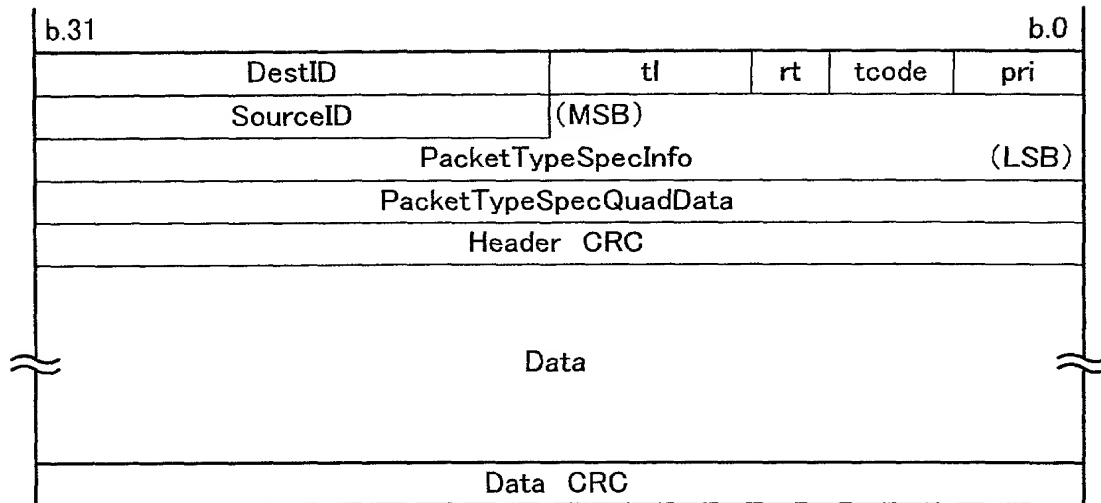 b.31 b.0
DestID tl rt tcode pri
SourceID (MSB)
PacketTypeSpecInfo (LSB)
PacketTypeSpecQuadData
Header CRC
Data
Data CRC